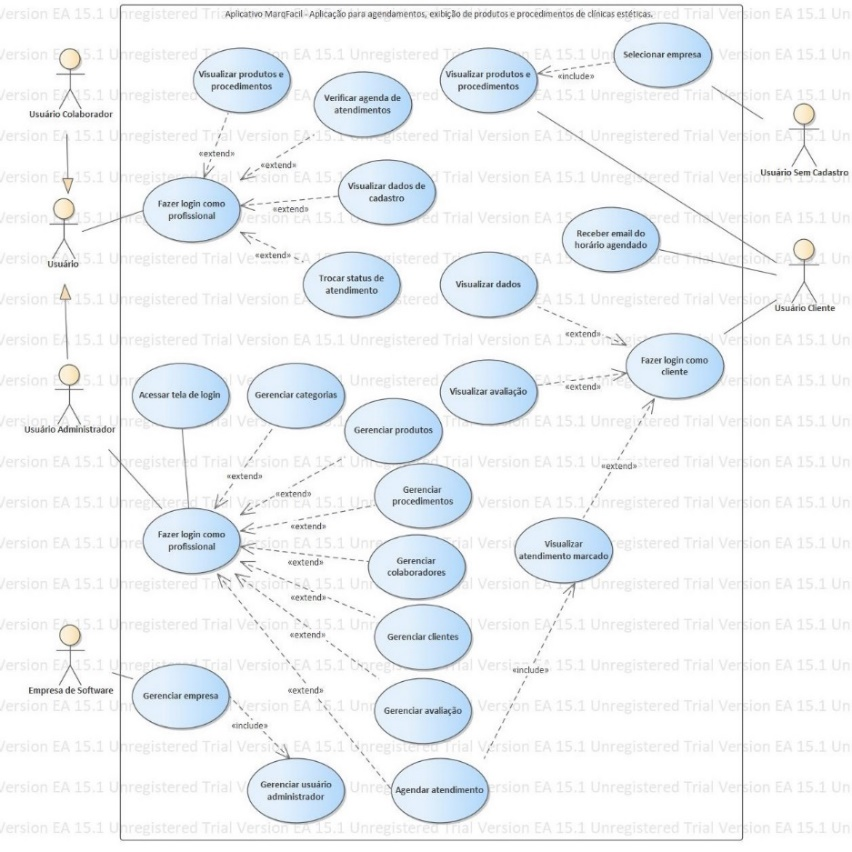 Aplicativo MarqFacil - Aplicação para agendamentos, exibição de produtos e procedimentos de clínicas estéticas.
Usuário Colaborador
Visualizar produtos e
procedimentos
Verificar agenda de
atendimentos
Visualizar produtos e
procedimentos
«include»
Selecionar empresa
Usuário Sem Cadastro
«extend»
«extend»
Fazer login como
profissional
«extend»
Visualizar dados de
cadastro
Usuário
«extend»
Trocar status de
atendimento
Receber email do
horário agendado
Visualizar dados
Usuário Cliente
«extend»
Fazer login como
cliente
Visualizar avaliação
«extend»
Usuário Administrador
Acessar tela de login
Gerenciar categorias
Gerenciar produtos
«extend»
«extend»
Gerenciar
procedimentos
«extend»
«extend»
Fazer login como
profissional
«extend»
Gerenciar
colaboradores
Visualizar
atendimento marcado
«extend»
Gerenciar clientes
«extend»
«extend»
«include»
Empresa de Software
Gerenciar empresa
Gerenciar avaliação
«include»
Gerenciar usuário
administrador
Agendar atendimento
Version EA 15.1 Unregistered Trial Version EA 15.1 Unregistered Trial Version EA 15.1 Un